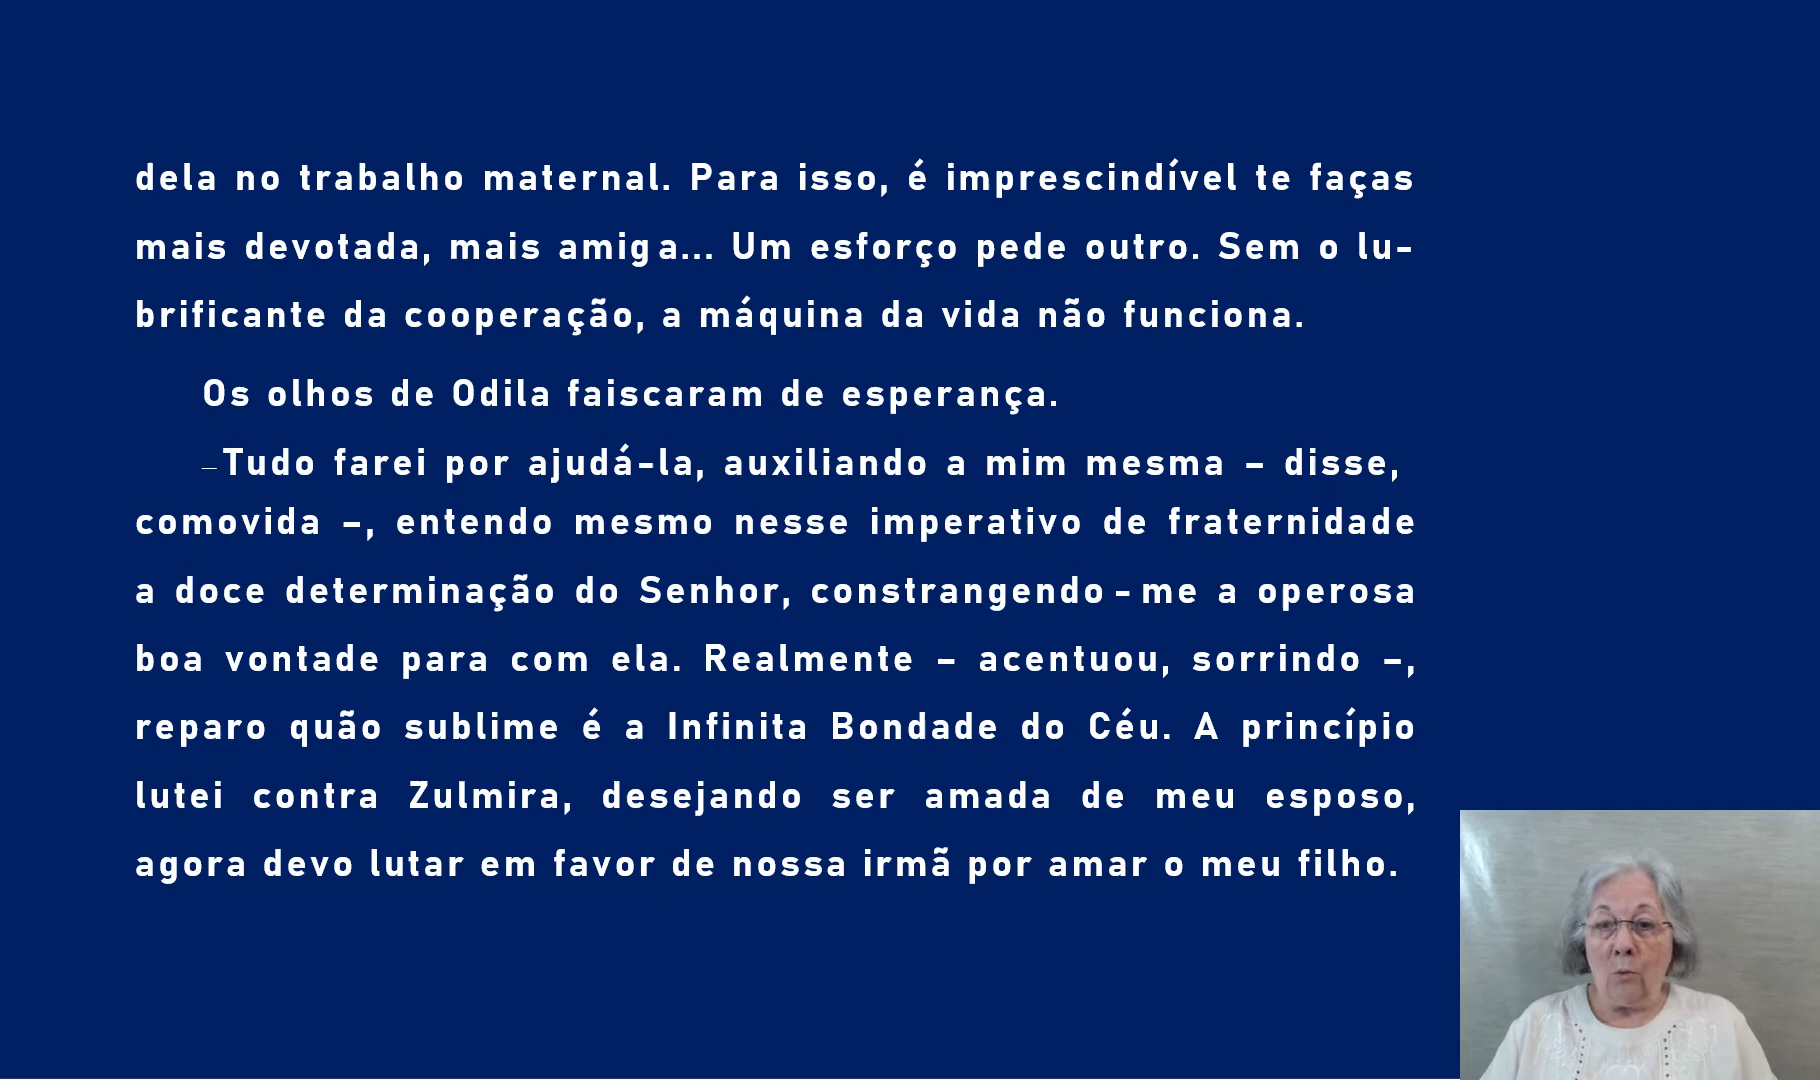 dela no trabalho maternal. Para isso, é imprescindível te faças
mais devotada, mais amiga... Um esforço pede outro. Sem o lu-
brificante da cooperação, a máquina da vida não funciona.
Os olhos de Odila faiscaram de esperança.
–Tudo farei por ajudá-la, auxiliando a mim mesma – disse,
comovida –, entendo mesmo nesse imperativo de fraternidade
a doce determinação do Senhor, constrangendo-me a operosa
boa vontade para com ela. Realmente – acentuou, sorrindo –,
reparo quão sublime é a Infinita Bondade do Céu. A princípio
lutei contra Zulmira, desejando ser amada de meu esposo,
agora devo lutar em favor de nossa irmã por amar o meu filho.